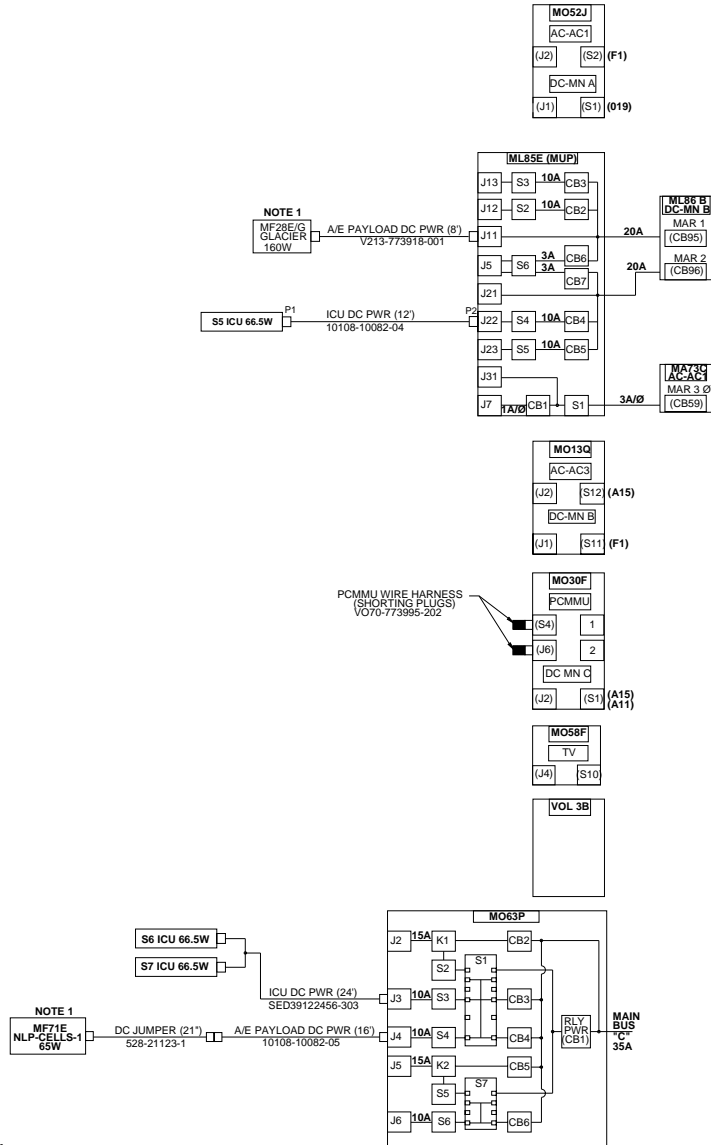 MO52J
AC-AC1
(J2) (S2) (F1)
DC-MN A
(J1) (S1) (019)
ML85E (MUP)
J13 S3 10A CB3
J12 S2 10A CB2
J11
J5 S6 3A CB6
3A CB7
J21
J22 S4 10A CB4
J23 S5 10A CB5
J31
J7 1A/Ø CB1 S1
NOTE 1
MF28E/G
GLACIER
160W
A/E PAYLOAD DC PWR (8')
V213-773918-001
S5 ICU 66.5W
P1
ICU DC PWR (12')
10108-10082-04
P2
20A
20A
3A/Ø
ML86 B
DC-MN B
MAR 1
(CB95)
MAR 2
(CB96)
MA73C
AC-AC1
MAR 3 Ø
(CB59)
MO13Q
AC-AC3
(J2) (S12) (A15)
DC-MN B
(J1) (S11) (F1)
PCMMU WIRE HARNESS
(SHORTING PLUGS)
VO70-773995-202
MO30F
PCMMU
(S4) 1
(J6) 2
DC MN C
(J2) (S1) (A15)
(A11)
MO58F
TV
(J4) (S10)
VOL 3B
MO63P
J2 15A K1 CB2
S2 S1
J3 10A S3 CB3
J4 10A S4 CB4
J5 15A K2 CB5
S5 S7
J6 10A S6 CB6
RLY
PWR
(CB1)
MAIN
BUS
"C"
35A
S6 ICU 66.5W
S7 ICU 66.5W
ICU DC PWR (24')
SED39122456-303
NOTE 1
MF71E
NLP-CELLS-1
65W
DC JUMPER (21")
528-21123-1
A/E PAYLOAD DC PWR (16')
10108-10082-05